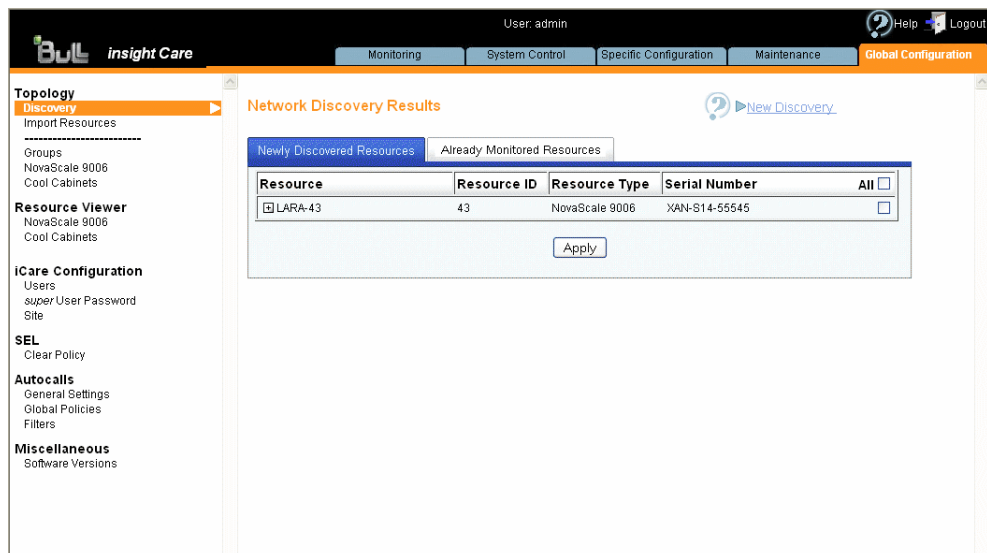 User: admin
Help
Logout
Bull
insight Care
Monitoring
System Control
Specific Configuration
Maintenance
Global Configuration
Topology
Discovery
Import Resources
-------------------------
Groups
NovaScale 9006
Cool Cabinets
Resource Viewer
NovaScale 9006
Cool Cabinets
iCare Configuration
Users
super User Password
Site
SEL
Clear Policy
Autocalls
General Settings
Global Policies
Filters
Miscellaneous
Software Versions
Network Discovery Results
New Discovery
Newly Discovered Resources
Already Monitored Resources
Resource Resource ID Resource Type Serial Number All
LARA-43 43 NovaScale 9006 XAN-S14-55545
Apply